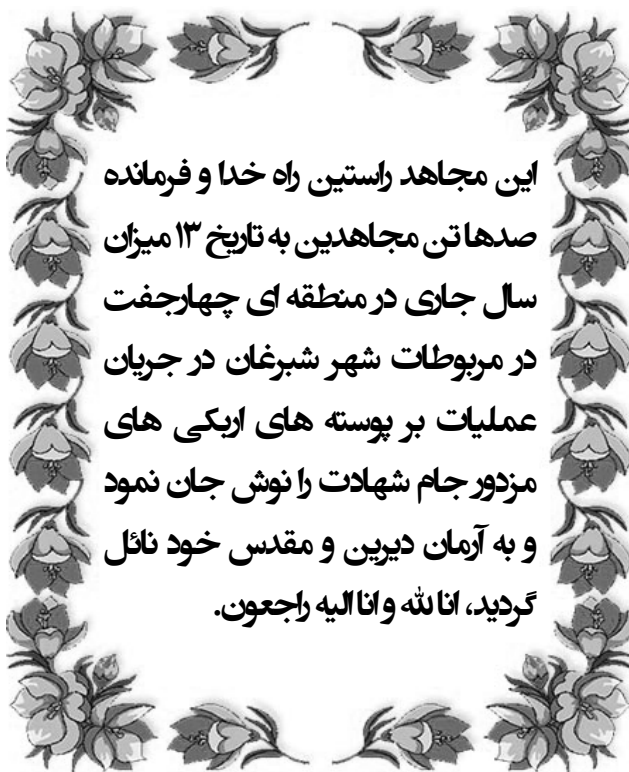 این مجاهد راستین راه خدا و فرمانده
صدها تن مجاهدین به تاریخ ۱۳ میزان
سال جاری در منطقه ای چهارجفت
در مربوطات شهر شبرغان در جریان
عملیات بر پوسته های اربکی های
مزدور جام شهادت را نوش جان نمود
و به آرمان دیرین و مقدس خود نائل
گردید، انا لله وانا الیه راجعون.